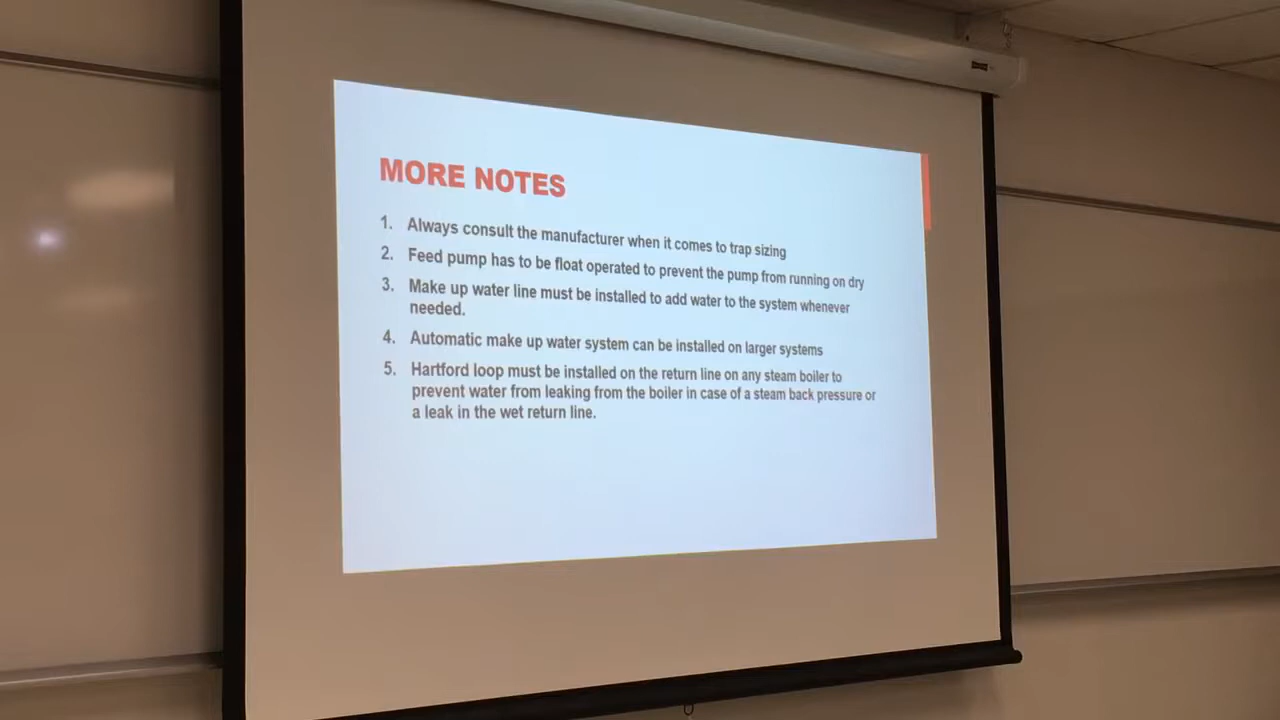 MORE NOTES
1. Always consult the manufacturer when it comes to trap sizing
2. Feed pump has to be float operated to prevent the pump from running on dry
3. Make up water line must be installed to add water to the system whenever
needed.
4. Automatic make up water system can be installed on larger systems
5. Hartford loop must be installed on the return line on any steam boiler to
prevent water from leaking from the boiler in case of a steam back pressure or
a leak in the wet return line.